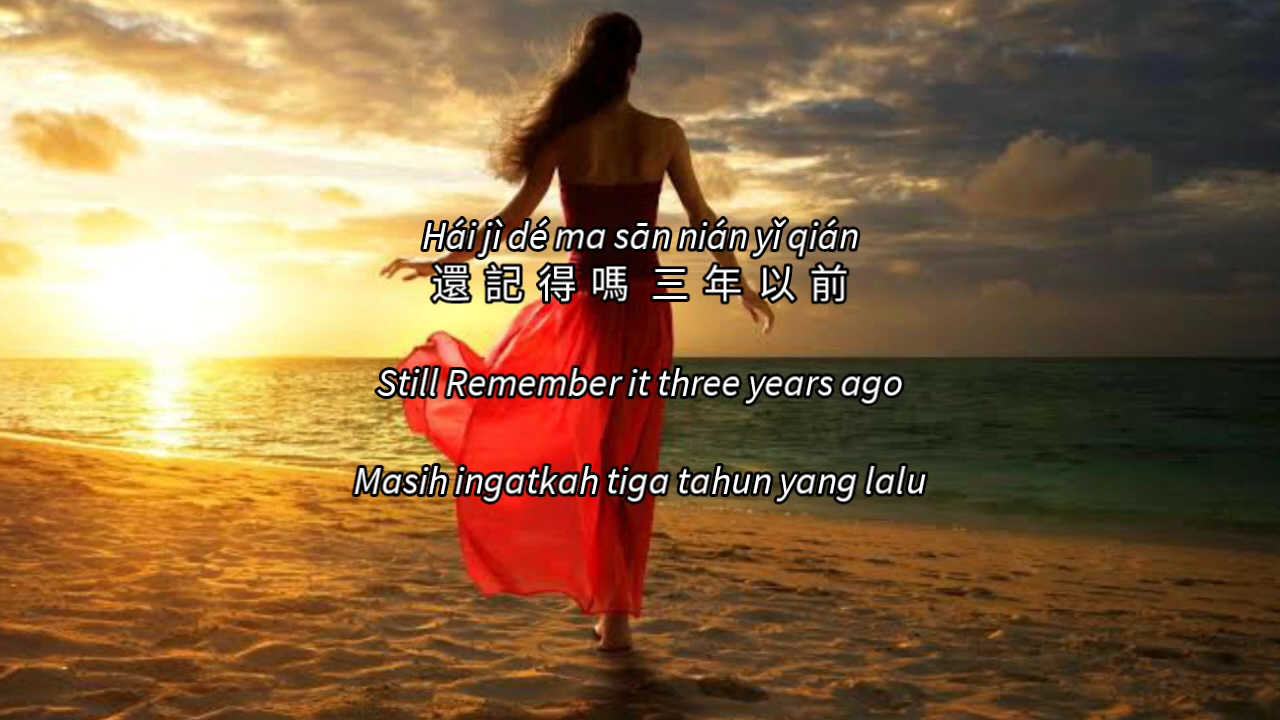 Hái jì dé ma sān nián yǐ qián
還記得嗎 三年以前
Still Remember it three years ago
Masih ingatkah tiga tahun yang lalu